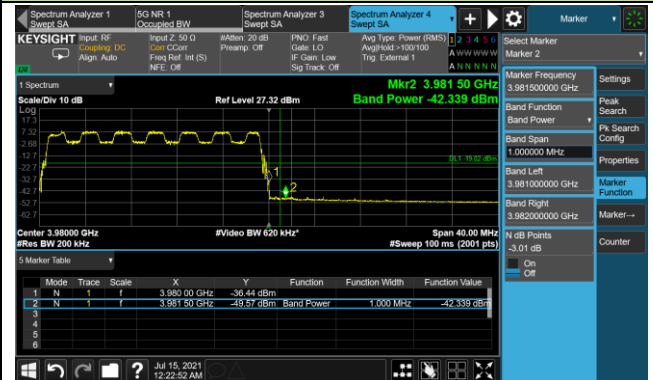 Spectrum Analyzer 1
Swept SA
5G NR 1
Occupied BW
Spectrum Analyzer 3
Swept SA
Spectrum Analyzer 4
Swept SA
Marker
KEYSIGHT
Input: RF
Coupling: DC
Align: Auto
Input Z: 50 Ω
Corr CCorr
Freq Ref: Int (S)
NFE: Off
#Atten: 20 dB
Preamp: Off
PNO: Fast
Gate: LO
IF Gain: Low
Sig Track: Off
Avg Type: Power (RMS)
Avg|Hold:>100/100
Trig: External 1
1 2 3 4 5 6
A W W W W W
A N N N N N
LW
1 Spectrum
Scale/Div 10 dB
Ref Level 27.32 dBm
Mkr2 3.981 50 GHz
Band Power -42.339 dBm
Log
17.3
7.32
-2.68
-12.7
-22.7
-32.7
-42.7
-52.7
-62.7
DL1 -19.02 dBm
1
2
Center 3.98000 GHz
#Res BW 200 kHz
#Video BW 620 kHz*
Span 40.00 MHz
#Sweep 100 ms (2001 pts)
5 Marker Table
Mode Trace Scale X Y Function Function Width Function Value
1 N 1 f 3.980 00 GHz -36.44 dBm
2 N 1 f 3.981 50 GHz -49.57 dBm Band Power 1.000 MHz -42.339 dBm
3
4
5
6
Jul 15, 2021
12:22:52 AM
Select Marker
Marker 2
Marker Frequency
3.981500000 GHz
Band Function
Band Power
Band Span
1.000000 MHz
Band Left
3.981000000 GHz
Band Right
3.982000000 GHz
N dB Points
-3.01 dB
On
Off
Settings
Peak
Search
Pk Search
Config
Properties
Marker
Function
Marker→
Counter